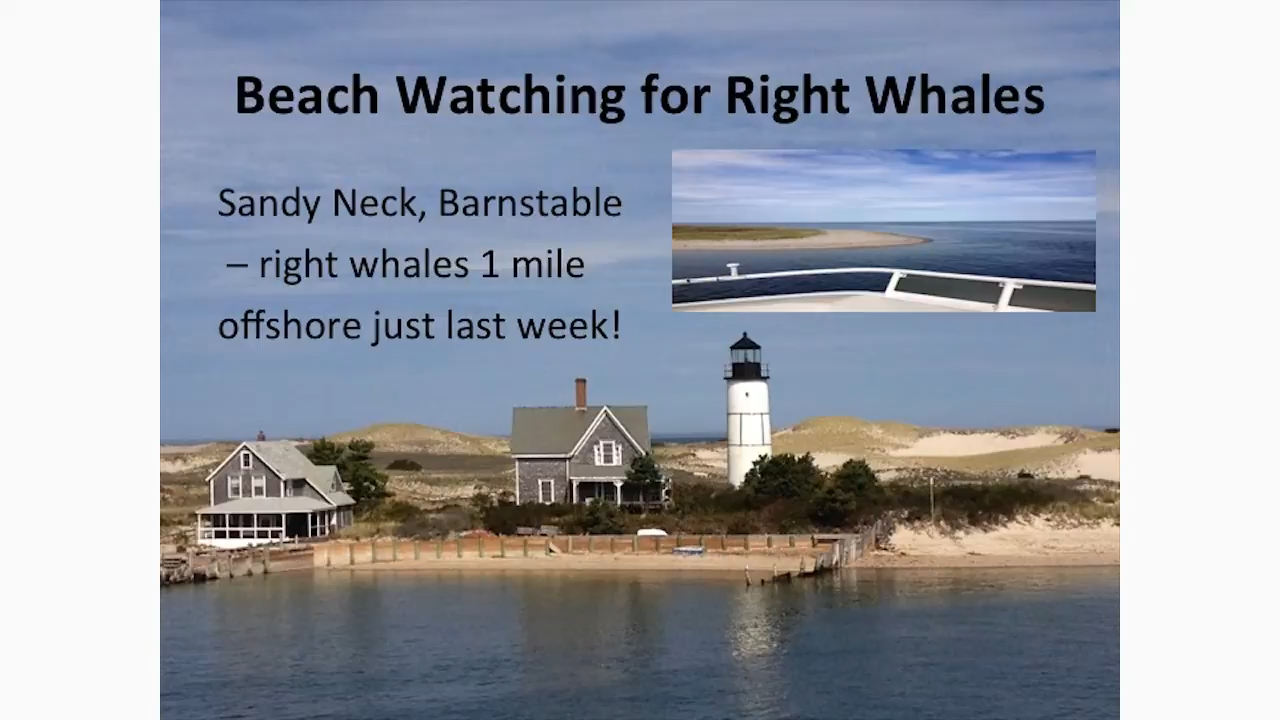 Beach Watching for Right Whales
Sandy Neck, Barnstable
– right whales 1 mile
offshore just last week!